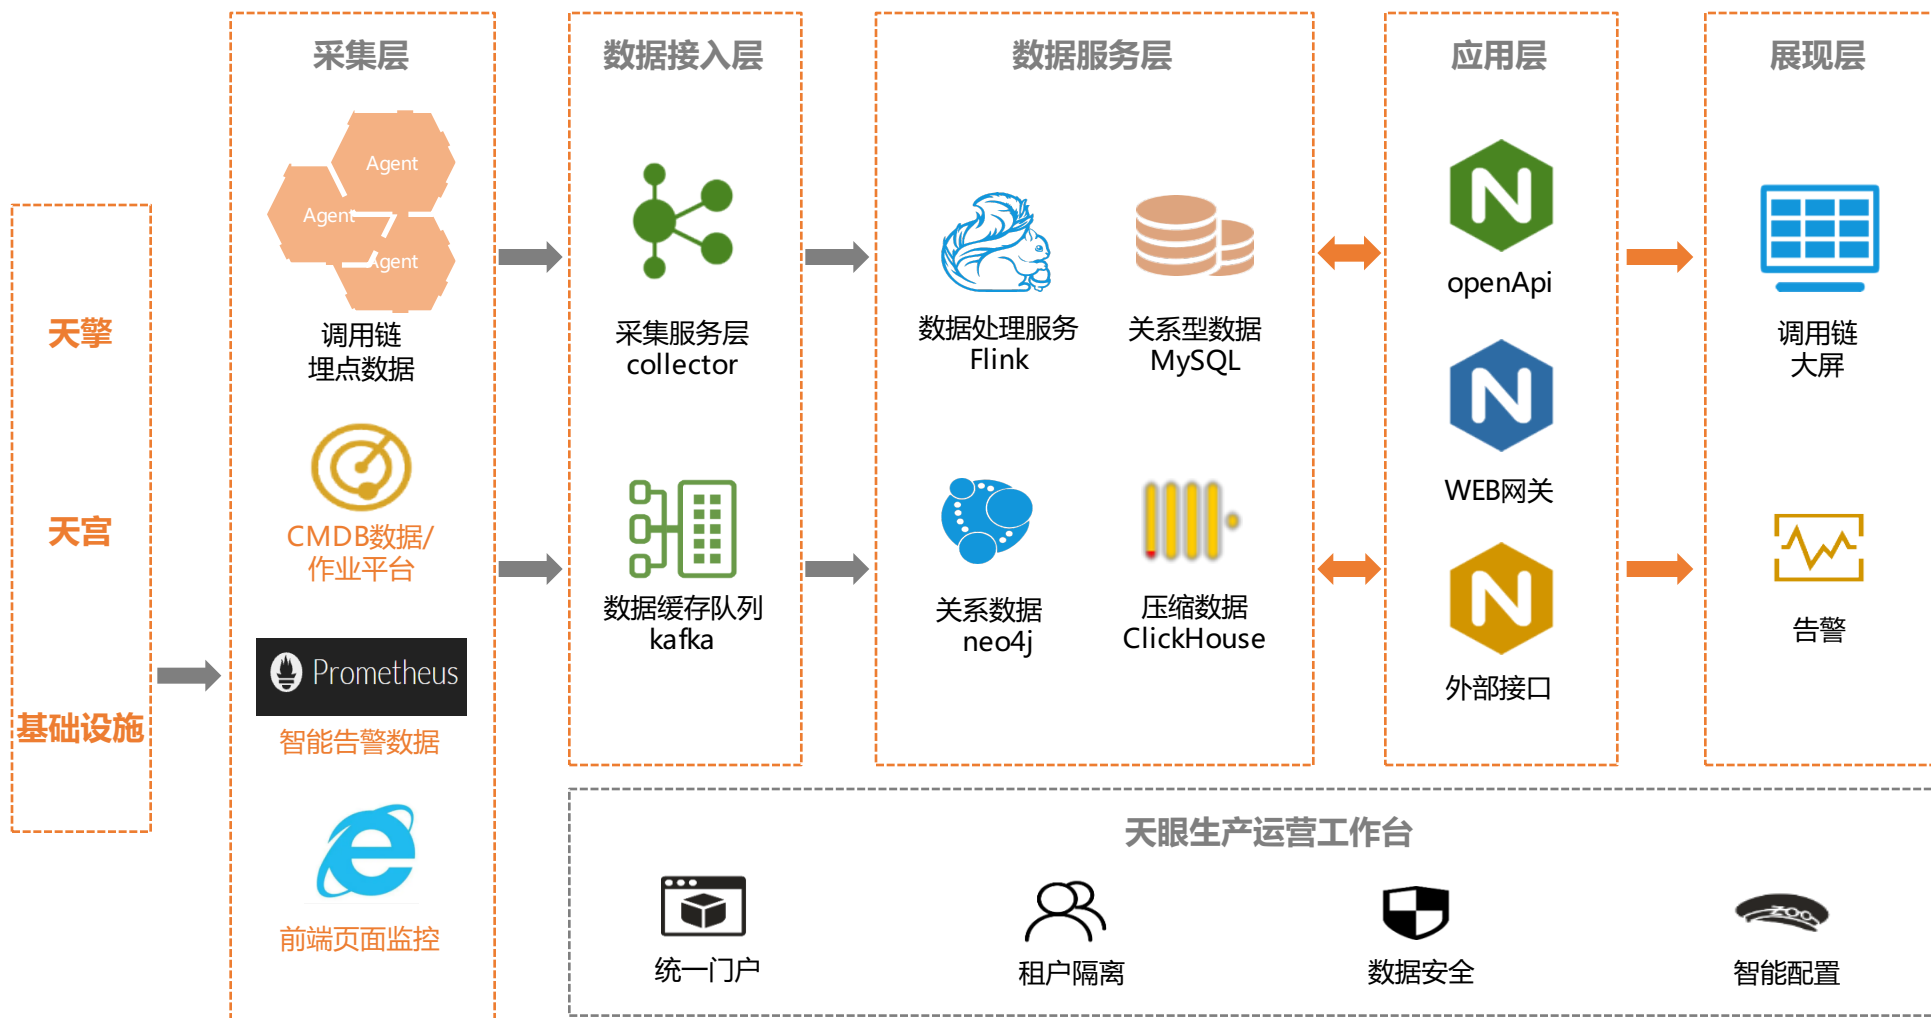 天擎
天宫
基础设施
采集层
Agent
Agent
Agent
调用链
埋点数据
CMDB数据/
作业平台
Prometheus
智能告警数据
前端页面监控
数据接入层
采集服务层
collector
数据缓存队列
kafka
数据服务层
数据处理服务
Flink
关系型数据
MySQL
关系数据
neo4j
压缩数据
ClickHouse
应用层
openApi
WEB网关
外部接口
展现层
调用链
大屏
告警
天眼生产运营工作台
统一门户
租户隔离
数据安全
ZOO
智能配置